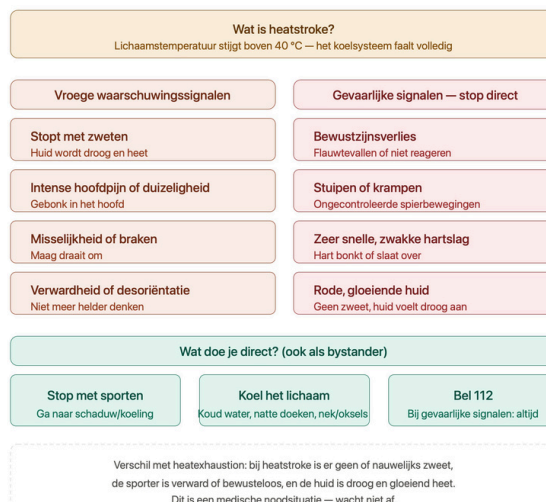 What is heatstroke?
Lichaamstemperatuur stijgt boven 40 °C — het koelsysteem faalt volledig
Vroege waarschuwingssignalen
Gevaarlijke signalen — stop direct
Stopt met zweten
Huid wordt droog en heet
Bewustzijnsverlies
Flauwtevallen of niet reageren
Intense hoofdpijn of duizeligheid
Gebonk in het hoofd
Stuipen of krampen
Ongecontroleerde spierbewegingen
Misselijkheid of braken
Maag draait om
Zeer snelle, zwakke hartslag
Hart bonkt of slaat over
Verwardheid of desoriëntatie
Niet meer helder denken
Rode, gloeiende huid
Geen zweet, huid voelt droog aan
Wat doe je direct? (ook als bystander)
Stop met sporten
Ga naar schaduw/koeling
Koel het lichaam
Koud water, natte doeken, nek/oksels
Bel 112
Bij gevaarlijke signalen: altijd
Verschil met heatexhaustion: bij heatstroke is er geen of nauwelijks zweet,
de sporter is verward of bewusteloos, en de huid is droog en gloeiend heet.
Dit is een medische noodsituatie — wacht niet af.